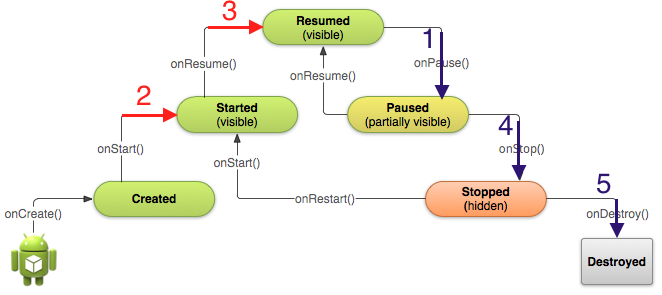 3
Resumed
(visible)
1
onResume()
onPause()
onResume()
2
Started
(visible)
Paused
(partially visible)
4
onStart()
onStart()
onStop()
5
Created
onRestart()
Stopped
(hidden)
onCreate()
onDestroy()
Destroyed